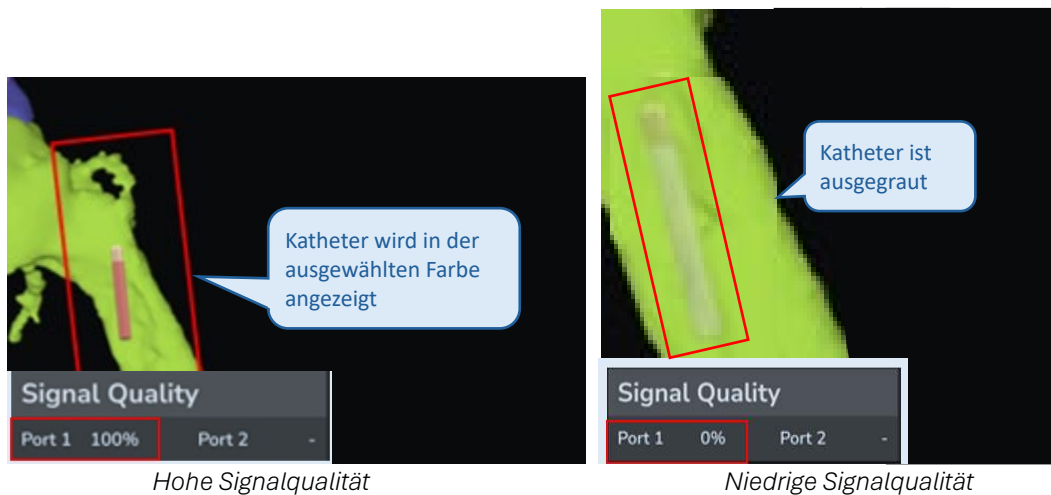 Katheter wird in der
ausgewählten Farbe
angezeigt
Signal Quality
Port 1 100% Port 2 -
Hohe Signalqualität
Katheter ist
ausgegraut
Signal Quality
Port 1 0% Port 2 -
Niedrige Signalqualität